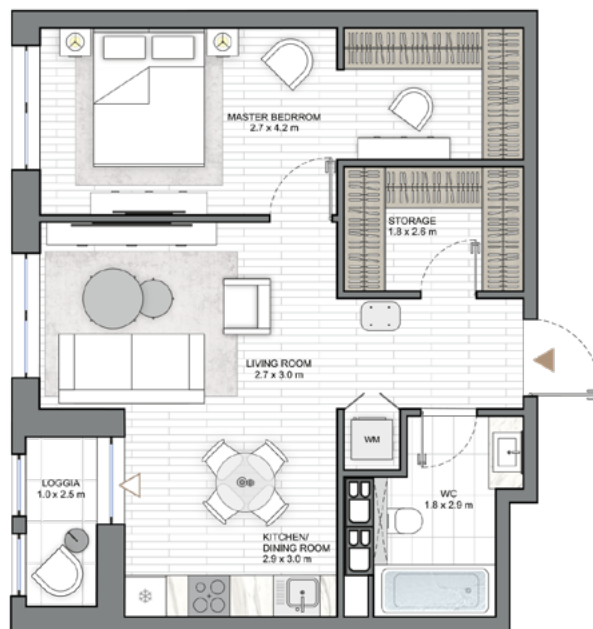 MASTER BEDRROM
2.7 x 4.2 m
STORAGE
1.8 x 2.6 m
LIVING ROOM
2.7 x 3.0 m
WM
LOGGIA
1.0 x 2.5 m
WC
1.8 x 2.9 m
KITCHEN/
DINING ROOM
2.9 x 3.0 m